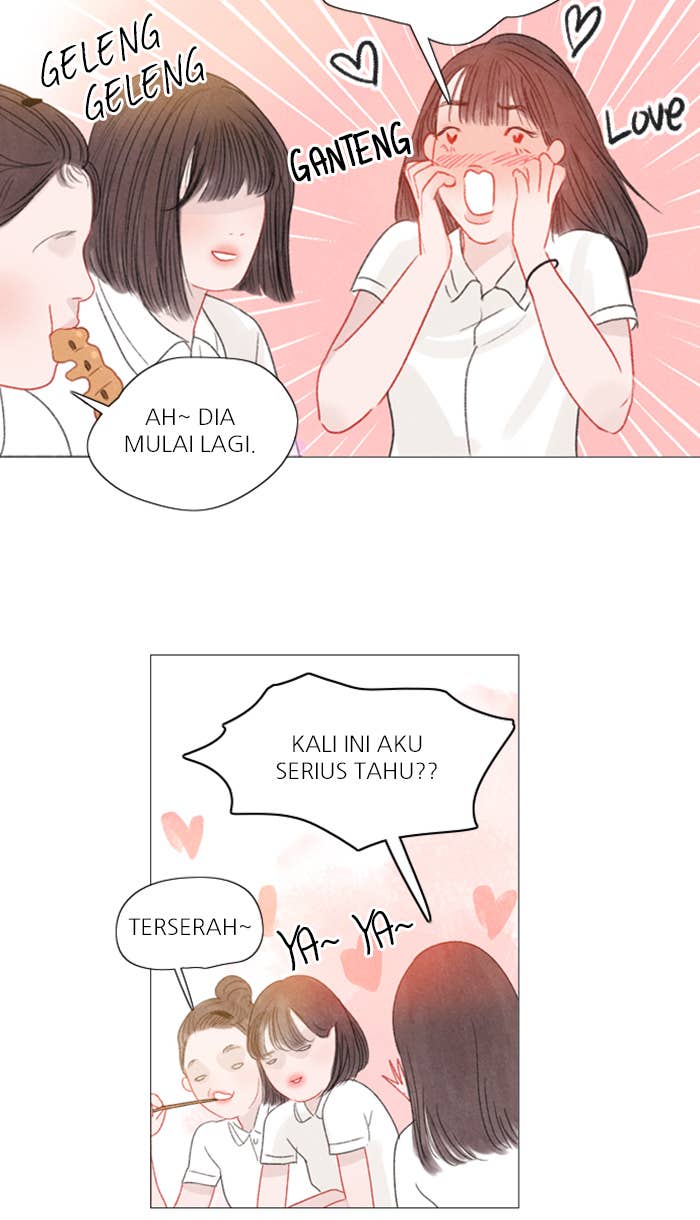 GELENG
GELENG
GANTENG
Love
AH~ DIA
MULAI LAGI.
KALI INI AKU
SERIUS TAHU??
TERSERAH~
YA~ YA~